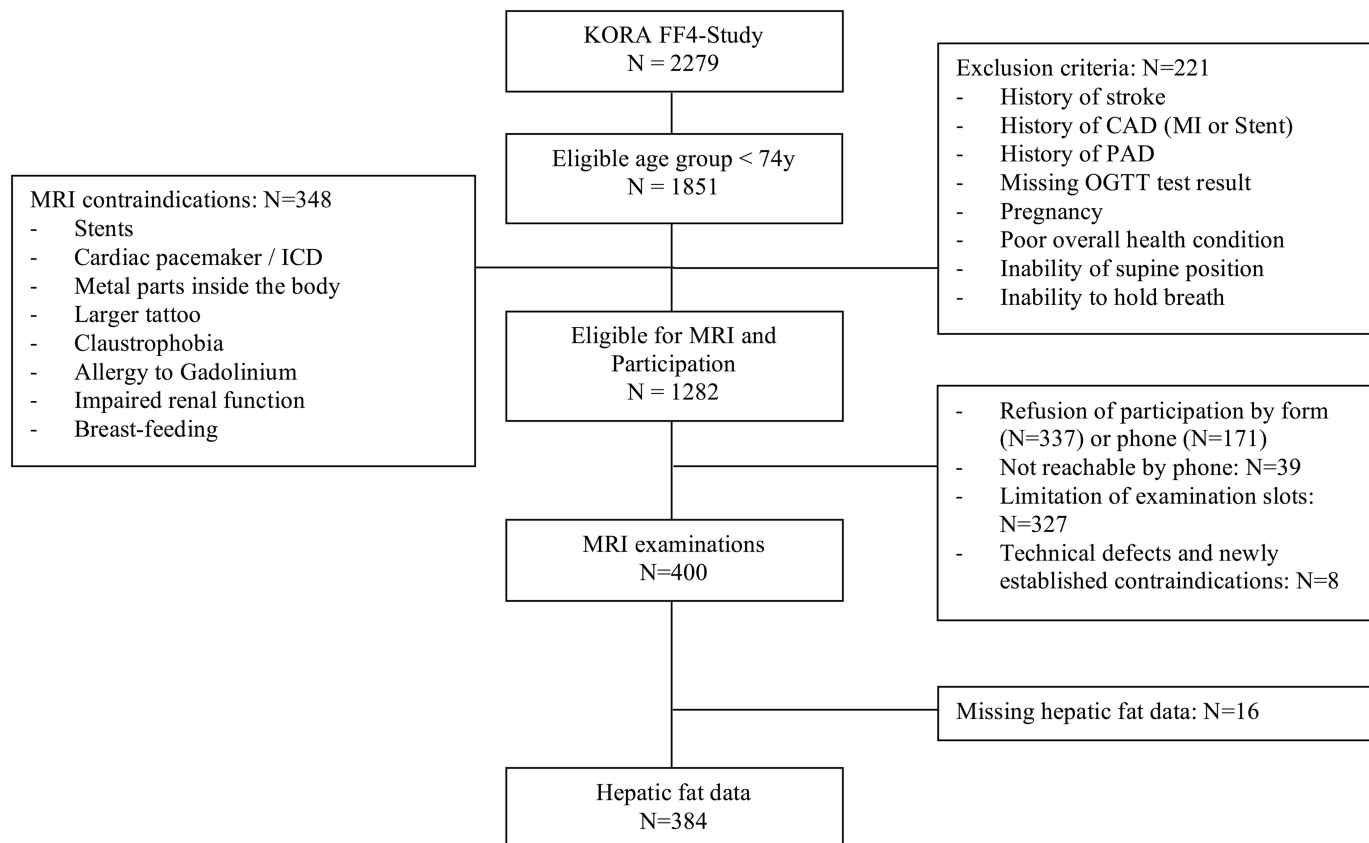 KORA FF4-Study
N = 2279
Exclusion criteria: N=221
- History of stroke
- History of CAD (MI or Stent)
- History of PAD
- Missing OGTT test result
- Pregnancy
- Poor overall health condition
- Inability of supine position
- Inability to hold breath
Eligible age group < 74y
N = 1851
MRI contraindications: N=348
- Stents
- Cardiac pacemaker / ICD
- Metal parts inside the body
- Larger tattoo
- Claustrophobia
- Allergy to Gadolinium
- Impaired renal function
- Breast-feeding
Eligible for MRI and
Participation
N = 1282
- Refusion of participation by form
(N=337) or phone (N=171)
- Not reachable by phone: N=39
- Limitation of examination slots:
N=327
- Technical defects and newly
established contraindications: N=8
MRI examinations
N=400
Missing hepatic fat data: N=16
Hepatic fat data
N=384